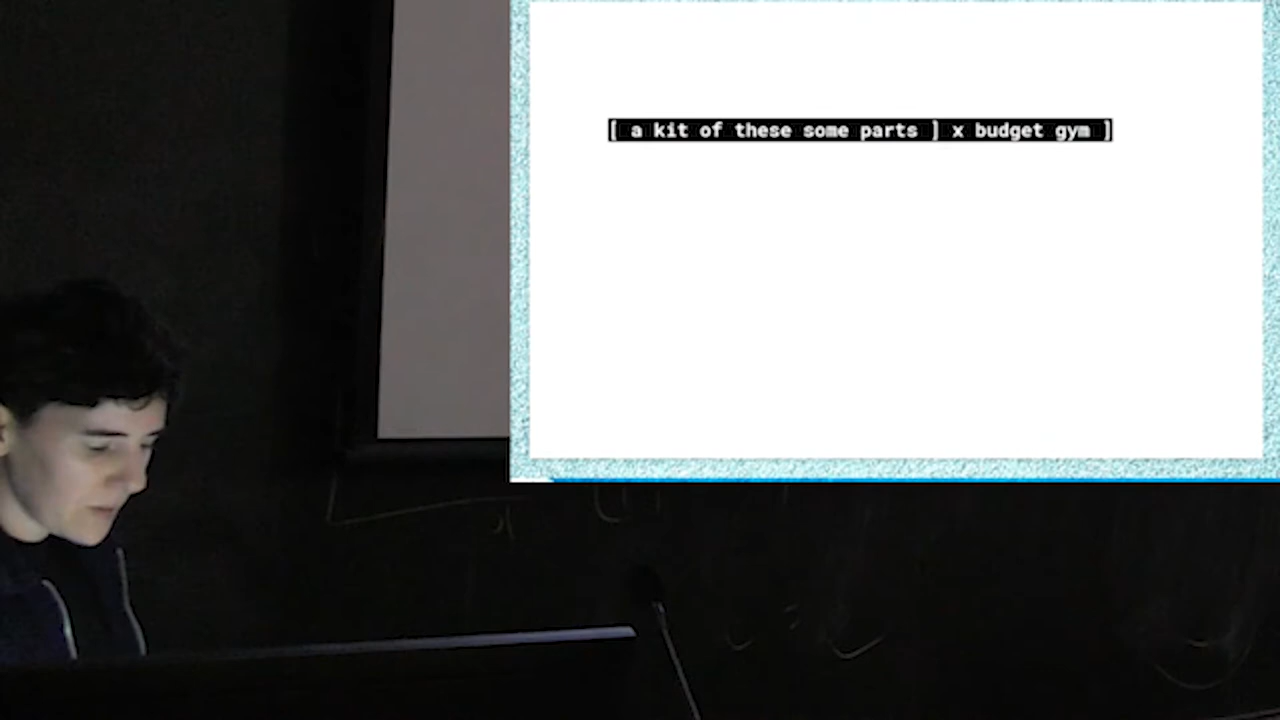 [ a kit of these some parts ] x budget gym ]